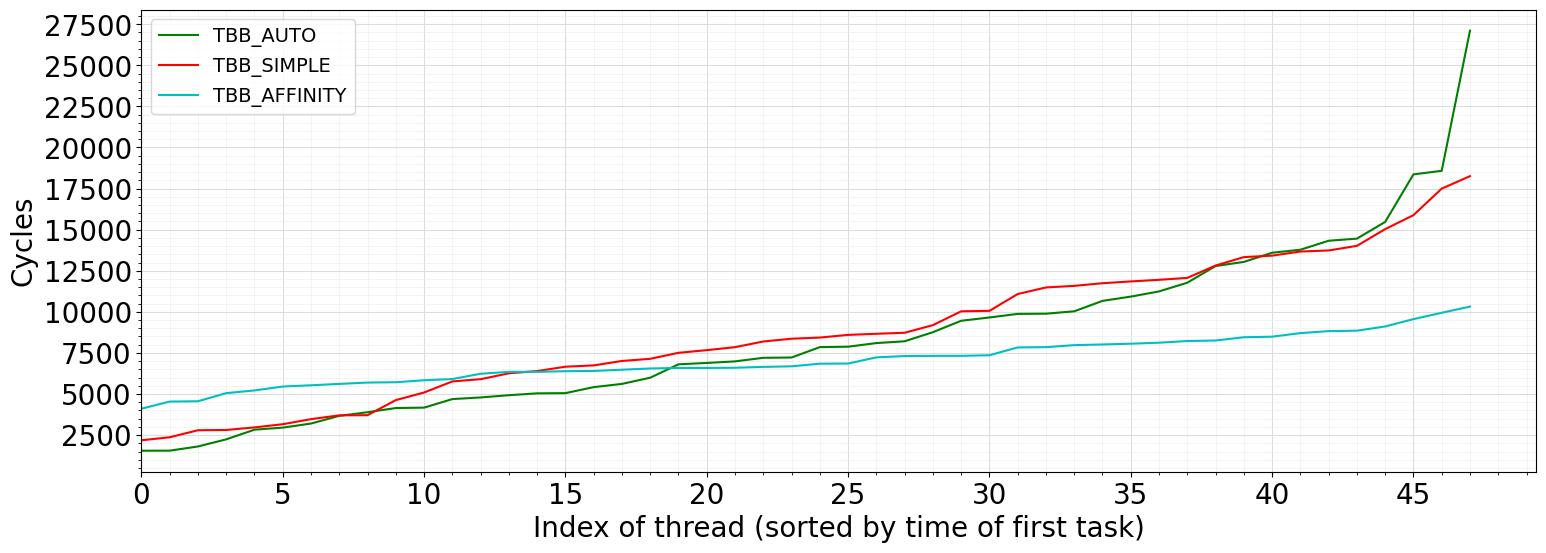 27500
25000
22500
20000
17500
15000
12500
10000
7500
5000
2500
Cycles
TBB_AUTO
TBB_SIMPLE
TBB_AFFINITY
0 5 10 15 20 25 30 35 40 45
Index of thread (sorted by time of first task)